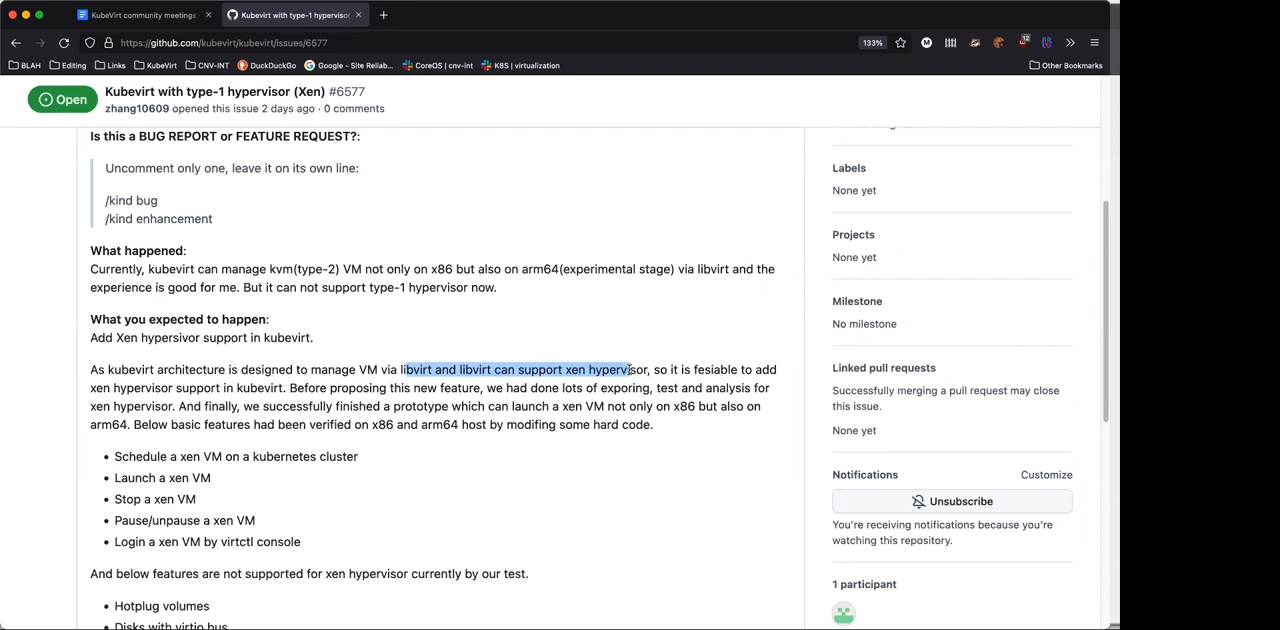 KubeVirt community meetings
Kubevirt with type-1 hypervisor
https://github.com/kubevirt/kubevirt/issues/6577
133%
12
BLAH
Editing
Links
KubeVirt
CNV-INT
DuckDuckGo
Google - Site Reliab...
CoreOS | cnv-int
K8S | virtualization
Other Bookmarks
Open
Kubevirt with type-1 hypervisor (Xen) #6577
zhang10609 opened this issue 2 days ago · 0 comments
Is this a BUG REPORT or FEATURE REQUEST?:
Uncomment only one, leave it on its own line:
/kind bug
/kind enhancement
What happened:
Currently, kubevirt can manage kvm(type-2) VM not only on x86 but also on arm64(experimental stage) via libvirt and the
experience is good for me. But it can not support type-1 hypervisor now.
What you expected to happen:
Add Xen hypersivor support in kubevirt.
As kubevirt architecture is designed to manage VM via libvirt and libvirt can support xen hypervisor, so it is fesiable to add
xen hypervisor support in kubevirt. Before proposing this new feature, we had done lots of exporing, test and analysis for
xen hypervisor. And finally, we successfully finished a prototype which can launch a xen VM not only on x86 but also on
arm64. Below basic features had been verified on x86 and arm64 host by modifing some hard code.
• Schedule a xen VM on a kubernetes cluster
• Launch a xen VM
• Stop a xen VM
• Pause/unpause a xen VM
• Login a xen VM by virtctl console
And below features are not supported for xen hypervisor currently by our test.
• Hotplug volumes
• Disks with virtio bus
Labels
None yet
Projects
None yet
Milestone
No milestone
Linked pull requests
Successfully merging a pull request may close
this issue.
None yet
Notifications
Customize
Unsubscribe
You're receiving notifications because you're
watching this repository.
1 participant